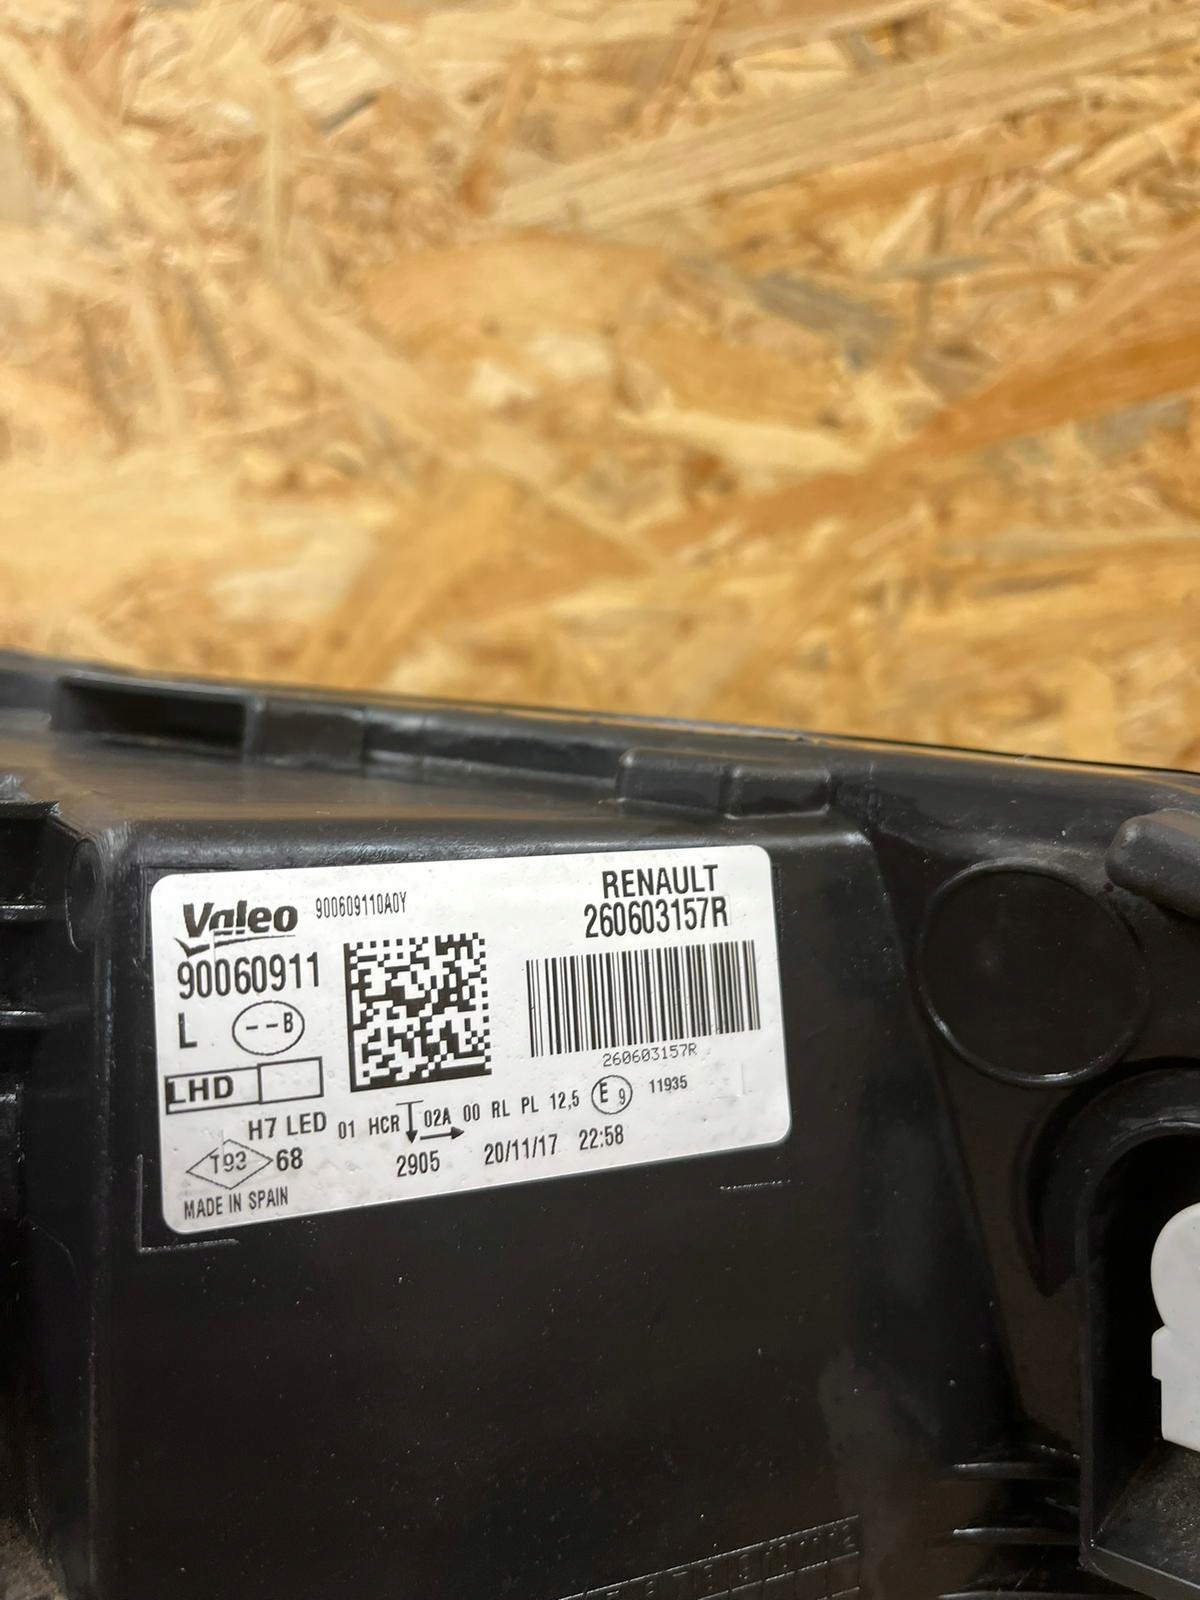 Valeo 900609110A0Y
RENAULT
260603157R
90060911
L --B
260603157R
LHD
H7 LED 01 HCR 02A 00 RL PL 12,5 E9 11935
T93 68 2905 20/11/17 22:58
MADE IN SPAIN